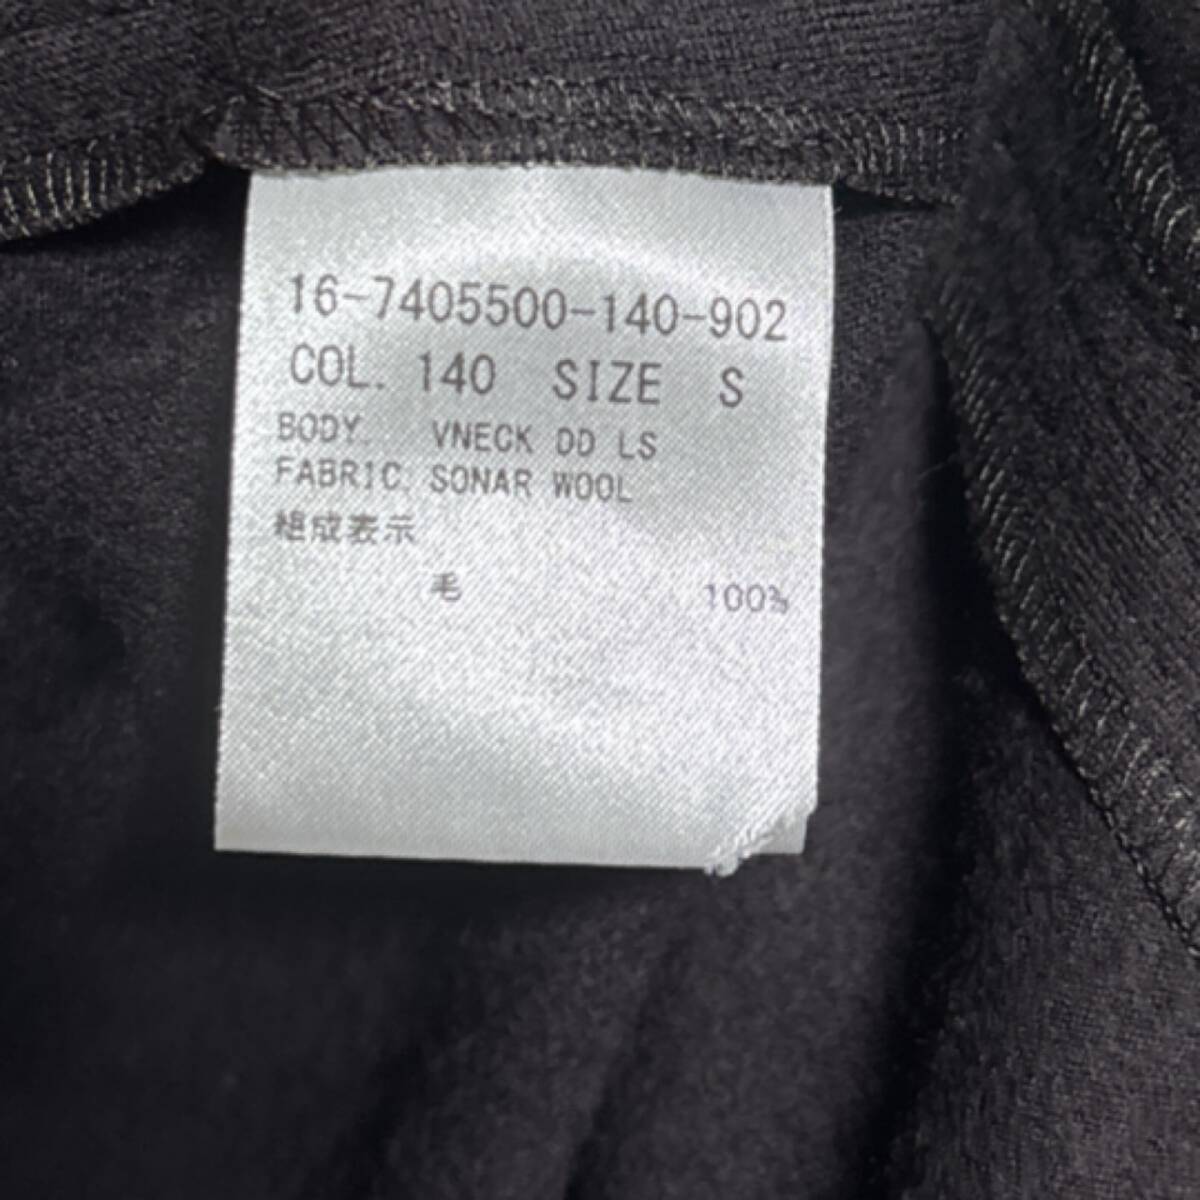 16-7405500-140-902
COL. 140 SIZE S
BODY. VNECK DD LS
FABRIC. SONAR WOOL
組成表示
毛 100%